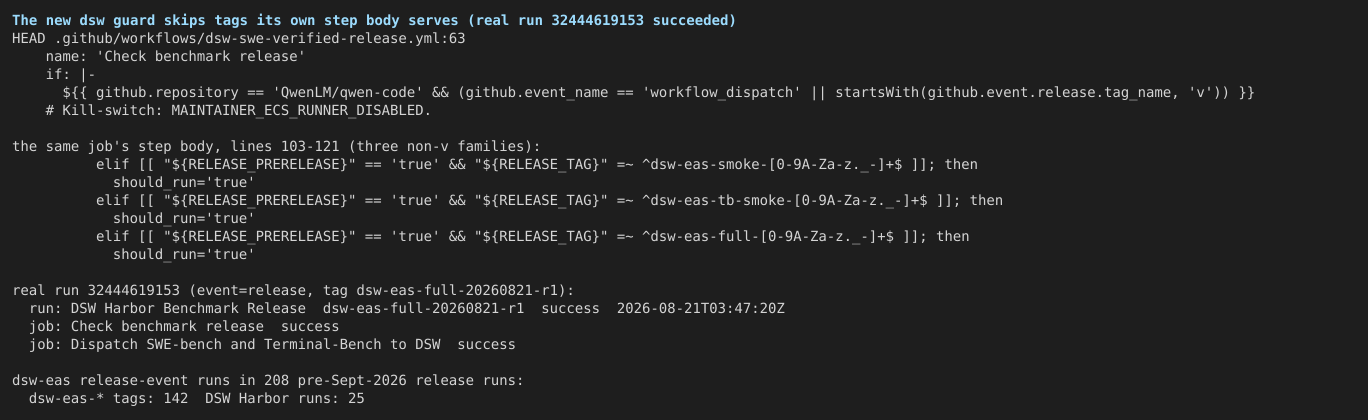 The new dsw guard skips tags its own step body serves (real run 32444619153 succeeded)
HEAD .github/workflows/dsw-swe-verified-release.yml:63
    name: 'Check benchmark release'
    if: |-
      ${{ github.repository == 'QwenLM/qwen-code' && (github.event_name == 'workflow_dispatch' || startsWith(github.event.release.tag_name, 'v')) }}
    # Kill-switch: MAINTAINER_ECS_RUNNER_DISABLED.

the same job's step body, lines 103-121 (three non-v families):
          elif [[ "${RELEASE_PRERELEASE}" == 'true' && "${RELEASE_TAG}" =~ ^dsw-eas-smoke-[0-9A-Za-z._-]+$ ]]; then
            should_run='true'
          elif [[ "${RELEASE_PRERELEASE}" == 'true' && "${RELEASE_TAG}" =~ ^dsw-eas-tb-smoke-[0-9A-Za-z._-]+$ ]]; then
            should_run='true'
          elif [[ "${RELEASE_PRERELEASE}" == 'true' && "${RELEASE_TAG}" =~ ^dsw-eas-full-[0-9A-Za-z._-]+$ ]]; then
            should_run='true'

real run 32444619153 (event=release, tag dsw-eas-full-20260821-r1):
  run: DSW Harbor Benchmark Release  dsw-eas-full-20260821-r1  success  2026-08-21T03:47:20Z
  job: Check benchmark release  success
  job: Dispatch SWE-bench and Terminal-Bench to DSW  success

dsw-eas release-event runs in 208 pre-Sept-2026 release runs:
  dsw-eas-* tags: 142  DSW Harbor runs: 25